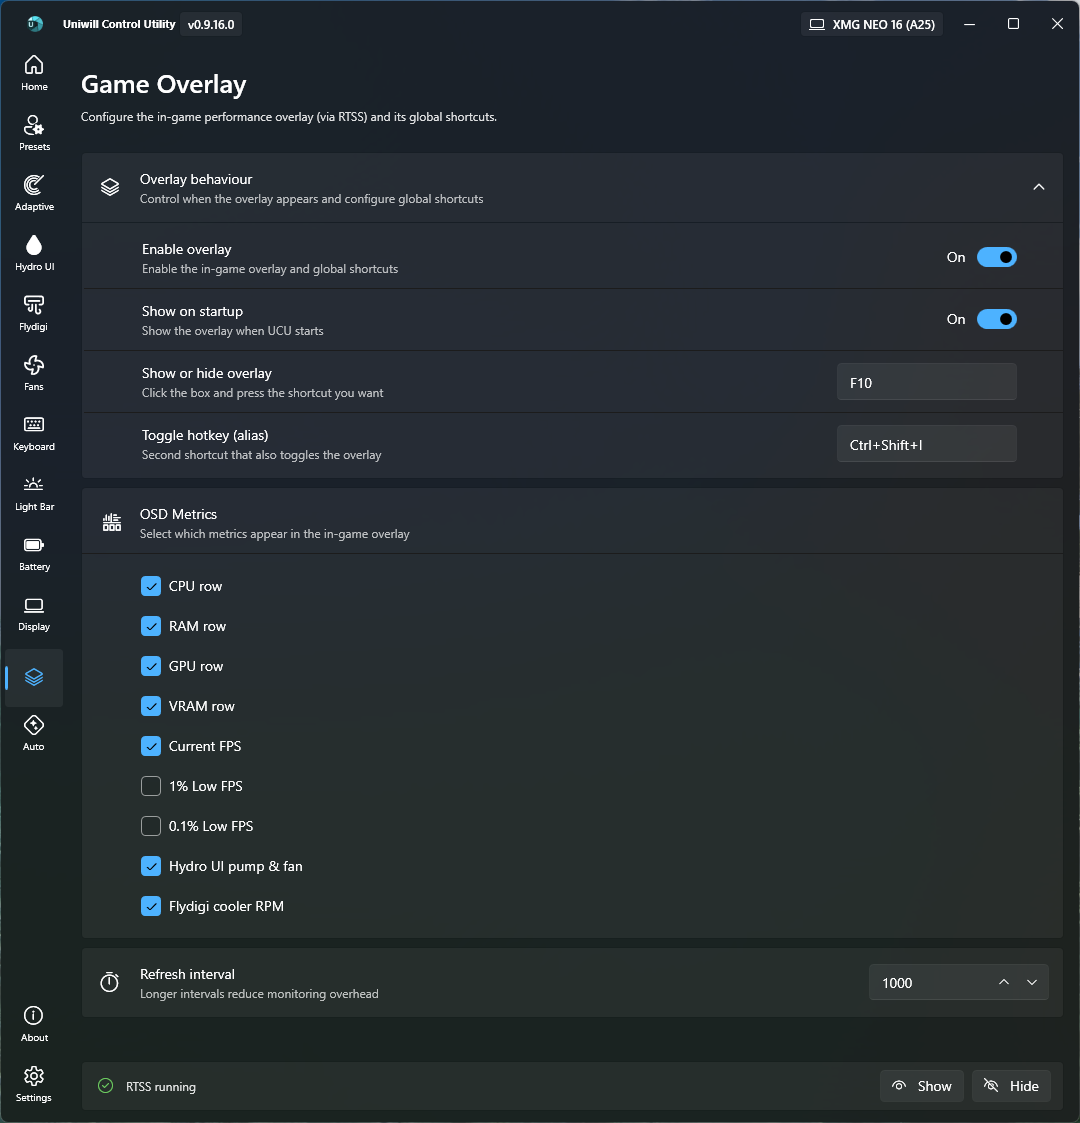 Uniwill Control Utility v0.9.16.0
XMG NEO 16 (A25)
Home
Presets
Adaptive
Hydro UI
Flydigi
Fans
Keyboard
Light Bar
Battery
Display
Auto
About
Settings
Game Overlay
Configure the in-game performance overlay (via RTSS) and its global shortcuts.
Overlay behaviour
Control when the overlay appears and configure global shortcuts
Enable overlay
Enable the in-game overlay and global shortcuts
On
Show on startup
Show the overlay when UCU starts
On
Show or hide overlay
Click the box and press the shortcut you want
F10
Toggle hotkey (alias)
Second shortcut that also toggles the overlay
Ctrl+Shift+I
OSD Metrics
Select which metrics appear in the in-game overlay
CPU row
RAM row
GPU row
VRAM row
Current FPS
1% Low FPS
0.1% Low FPS
Hydro UI pump & fan
Flydigi cooler RPM
Refresh interval
Longer intervals reduce monitoring overhead
1000
RTSS running
Show
Hide